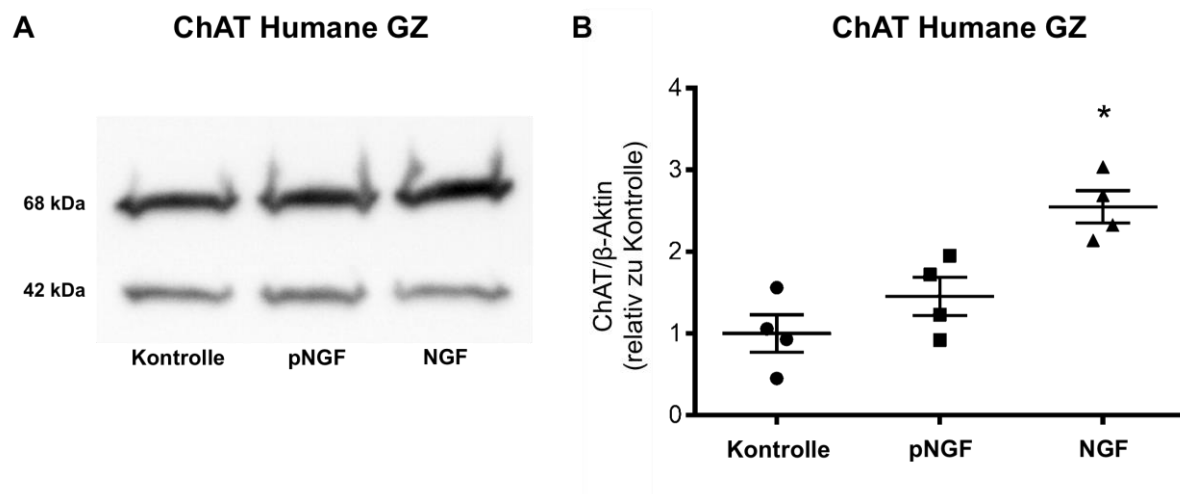 A
ChAT Humane GZ
68 kDa
42 kDa
Kontrolle
pNGF
NGF
B
ChAT Humane GZ
ChAT/β-Aktin
(relativ zu Kontrolle)
4
3
2
1
0
*
Kontrolle
pNGF
NGF